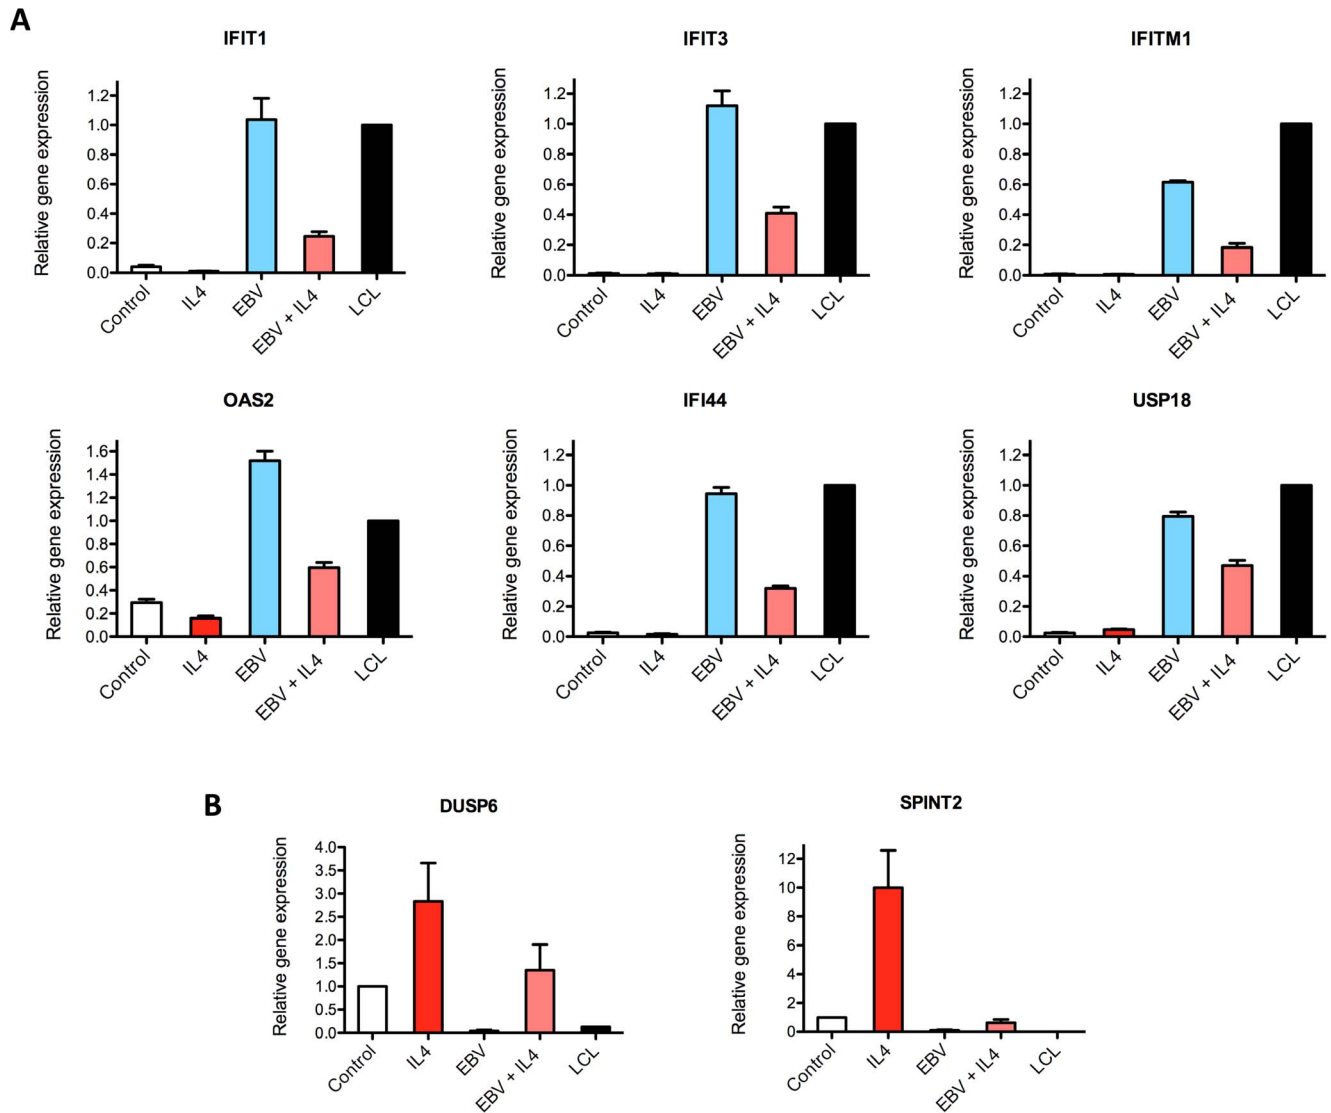 A
IFIT1
Relative gene expression
1.2
1.0
0.8
0.6
0.4
0.2
0.0
Control
IL4
EBV
EBV + IL4
LCL
IFIT3
Relative gene expression
1.2
1.0
0.8
0.6
0.4
0.2
0.0
Control
IL4
EBV
EBV + IL4
LCL
IFITM1
Relative gene expression
1.2
1.0
0.8
0.6
0.4
0.2
0.0
Control
IL4
EBV
EBV + IL4
LCL
OAS2
Relative gene expression
1.6
1.4
1.2
1.0
0.8
0.6
0.4
0.2
0.0
Control
IL4
EBV
EBV + IL4
LCL
IFI44
Relative gene expression
1.2
1.0
0.8
0.6
0.4
0.2
0.0
Control
IL4
EBV
EBV + IL4
LCL
USP18
Relative gene expression
1.2
1.0
0.8
0.6
0.4
0.2
0.0
Control
IL4
EBV
EBV + IL4
LCL
B
DUSP6
Relative gene expression
4.0
3.5
3.0
2.5
2.0
1.5
1.0
0.5
0.0
Control
IL4
EBV
EBV + IL4
LCL
SPINT2
Relative gene expression
12
10
8
6
4
2
0
Control
IL4
EBV
EBV + IL4
LCL